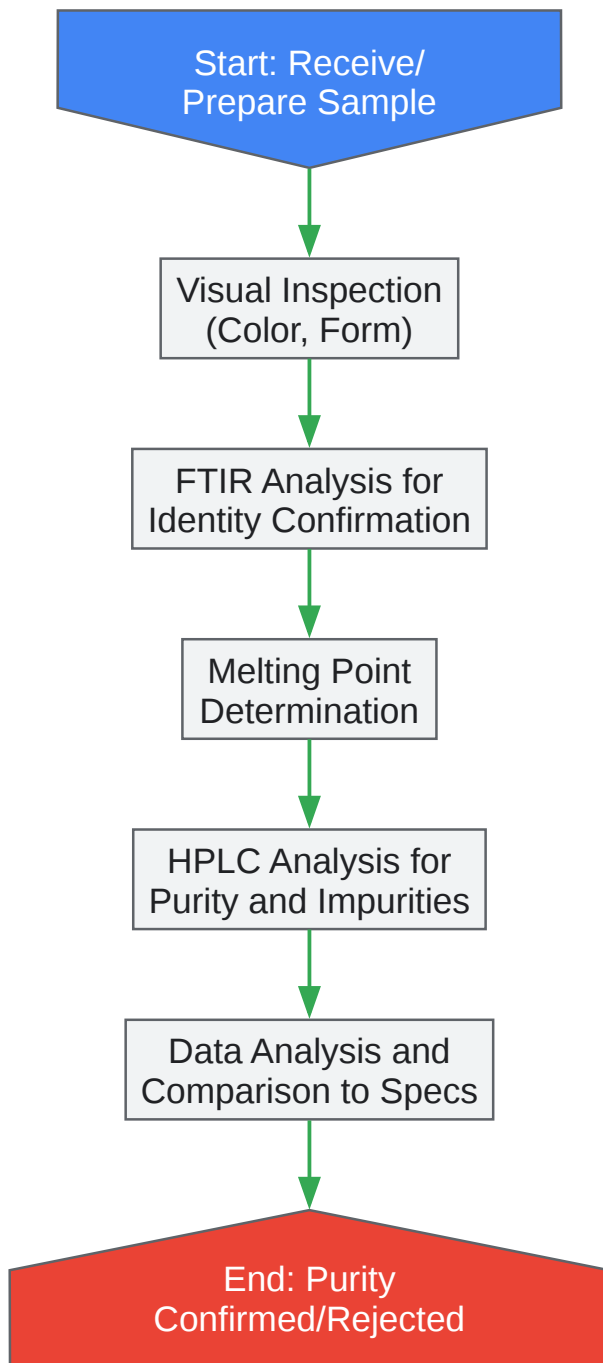 Start: Receive/
Prepare Sample
Visual Inspection
(Color, Form)
FTIR Analysis for
Identity Confirmation
Melting Point
Determination
HPLC Analysis for
Purity and Impurities
Data Analysis and
Comparison to Specs
End: Purity
Confirmed/Rejected